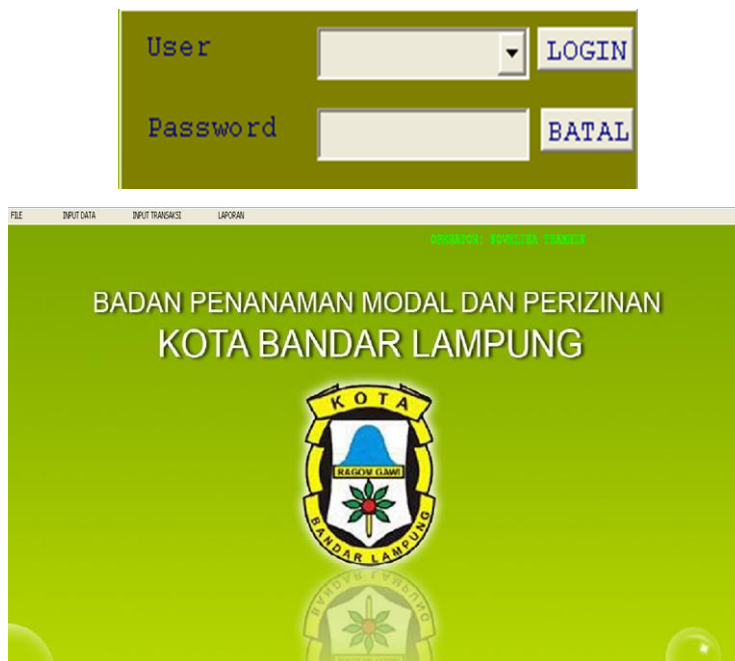 User
LOGIN
Password
BATAL
FILE INPUT DATA INPUT TRANSAKSI LAPORAN
OPERATOR:
BADAN PENANAMAN MODAL DAN PERIZINAN
KOTA BANDAR LAMPUNG
KOTA
RAGOM GAWI
BANDAR LAMPUNG